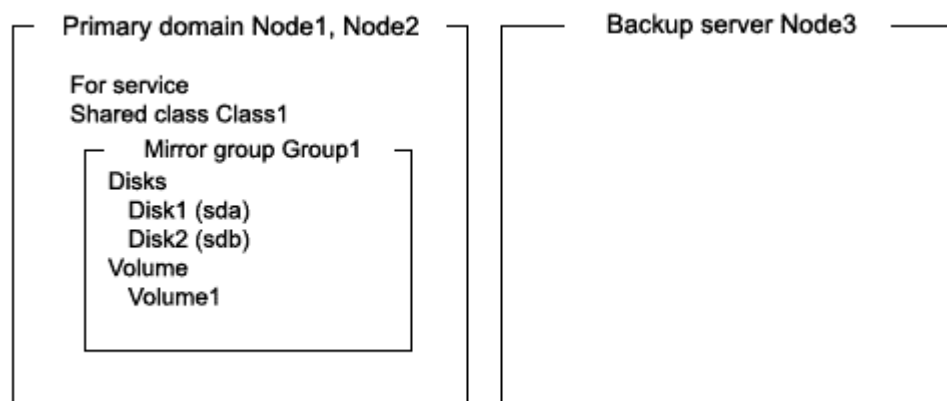 Primary domain Node1, Node2
Backup server Node3
For service
Shared class Class1
Mirror group Group1
Disks
Disk1 (sda)
Disk2 (sdb)
Volume
Volume1